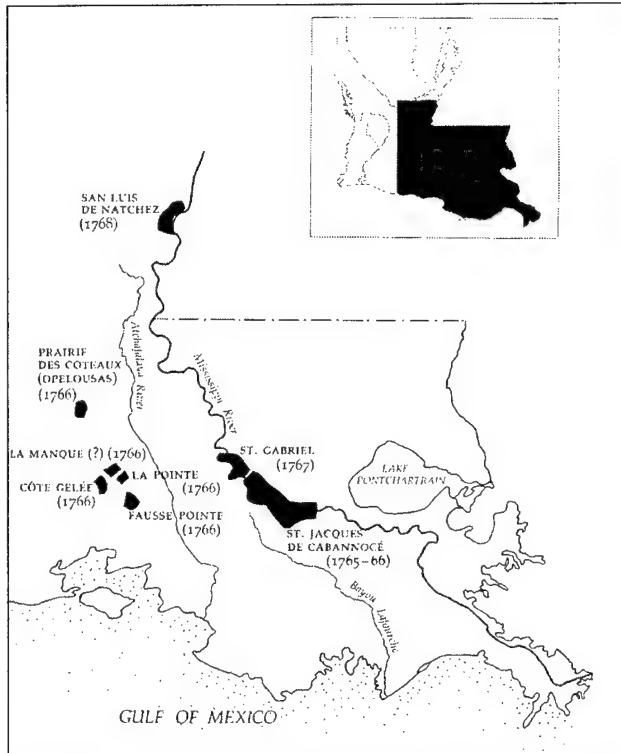 SAN LUIS
DE NATCHEZ
(1768)
Atchafalaya River
Mississippi River
PRAIRIE
DES COTEAUX
(OPELOUSAS)
(1766)
LA MANQUE (?) (1766)
LA POINTE
(1766)
CÔTE GELÉE
(1766)
FAUSSE POINTE
(1766)
ST. GABRIEL
(1767)
LAKE
PONTCHARTRAIN
ST. JACQUES
DE CABANNOCÉ
(1765–66)
Bayou Lafourche
GULF OF MEXICO